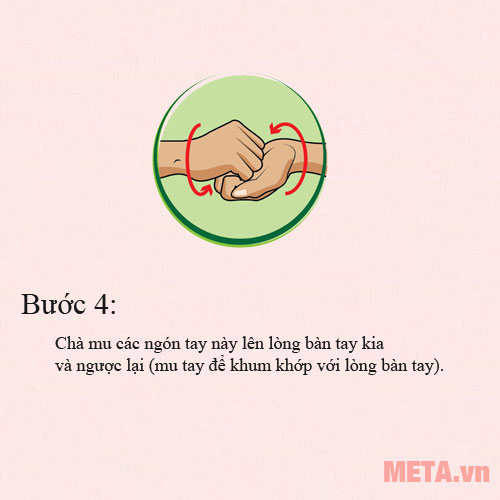 Bước 4:
Chà mu các ngón tay này lên lòng bàn tay kia
và ngược lại (mu tay để khum khớp với lòng bàn tay).
META.vn